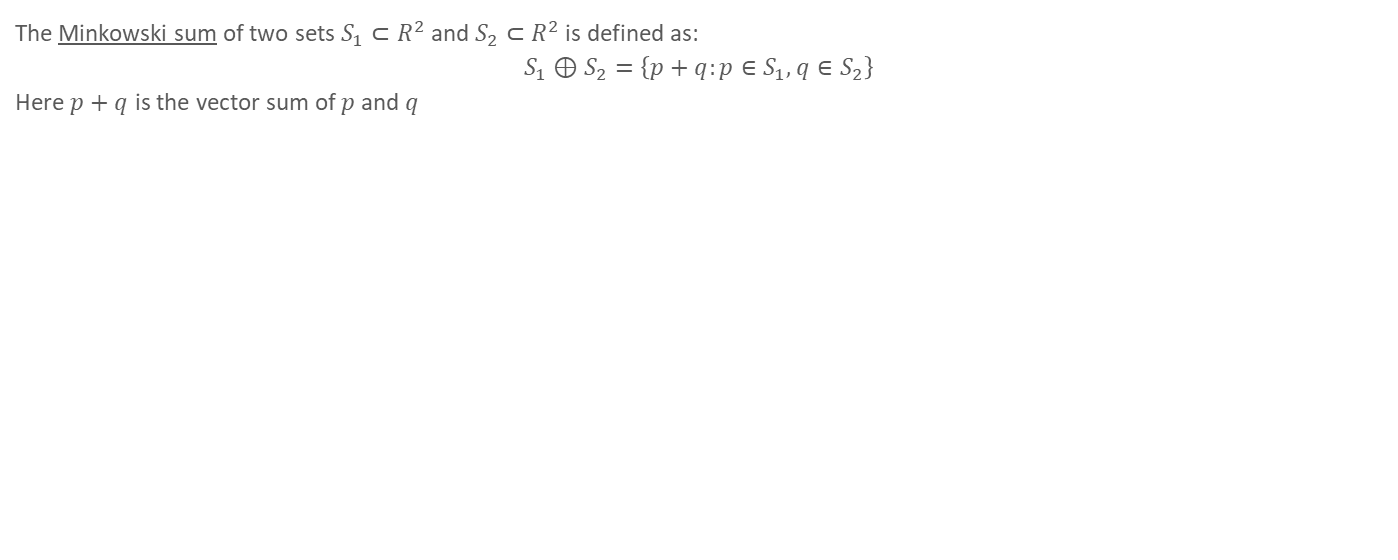 The Minkowski sum of two sets S₁ ⊂ R² and S₂ ⊂ R² is defined as:
S₁ ⊕ S₂ = {p + q:p ∈ S₁, q ∈ S₂}
Here p + q is the vector sum of p and q